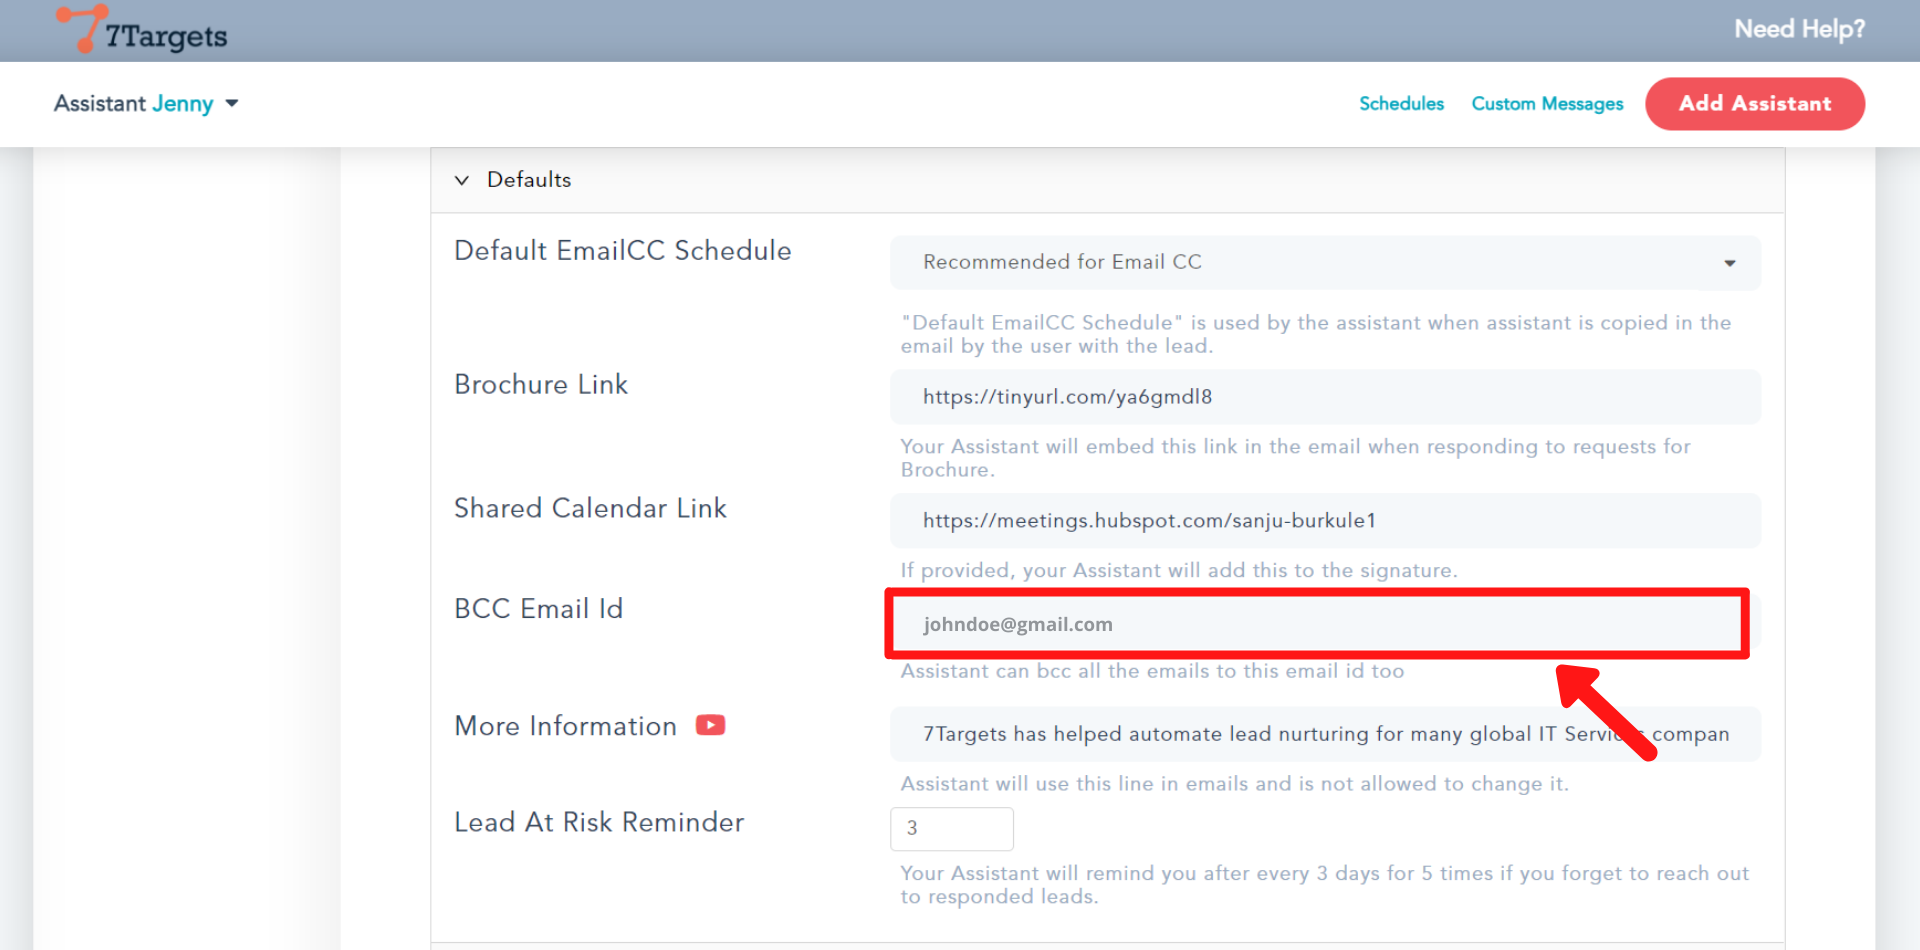 7Targets
Need Help?
Assistant Jenny
Schedules
Custom Messages
Add Assistant
Defaults
Default EmailCC Schedule
Recommended for Email CC
"Default EmailCC Schedule" is used by the assistant when assistant is copied in the
email by the user with the lead.
Brochure Link
https://tinyurl.com/ya6gmdl8
Your Assistant will embed this link in the email when responding to requests for
Brochure.
Shared Calendar Link
https://meetings.hubspot.com/sanju-burkule1
If provided, your Assistant will add this to the signature.
BCC Email Id
johndoe@gmail.com
Assistant can bcc all the emails to this email id too
More Information
7Targets has helped automate lead nurturing for many global IT Services compan
Assistant will use this line in emails and is not allowed to change it.
Lead At Risk Reminder
3
Your Assistant will remind you after every 3 days for 5 times if you forget to reach out
to responded leads.